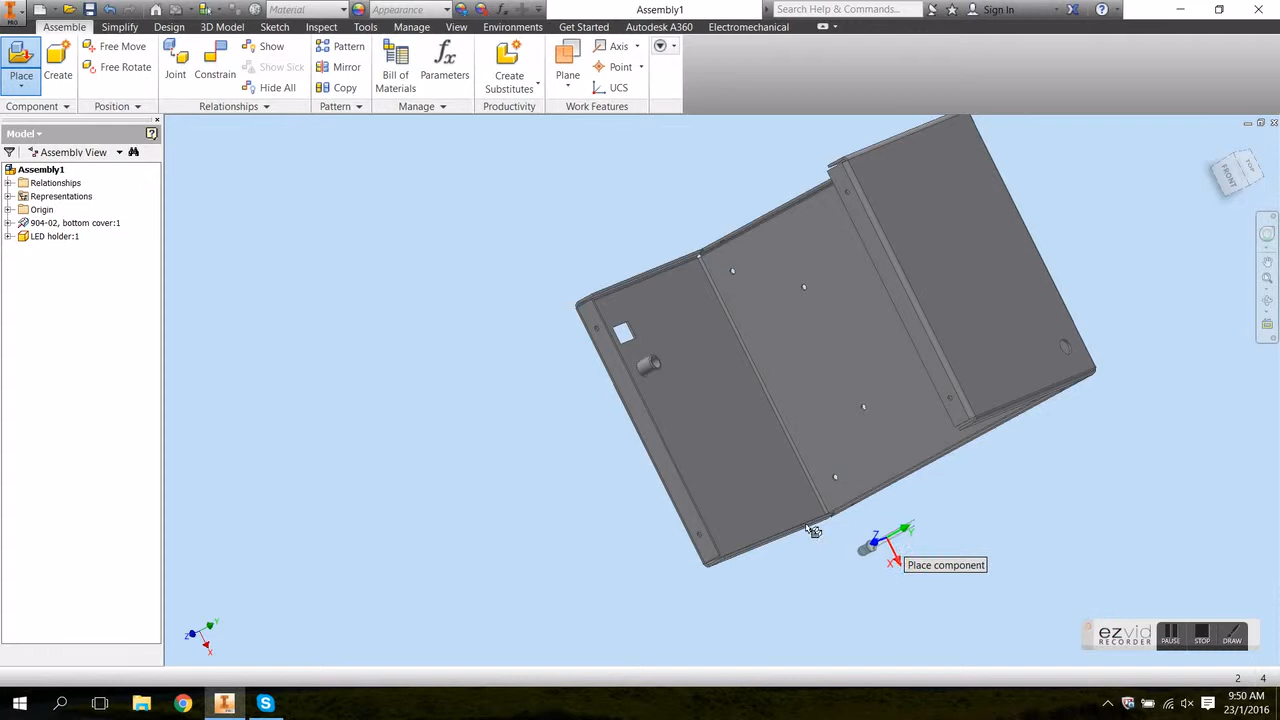 PRO
Material
Appearance
Assembly1
Search Help & Commands...
Sign In
Assemble Simplify Design 3D Model Sketch Inspect Tools Manage View Environments Get Started Autodesk A360 Electromechanical
Place
Create
Free Move
Free Rotate
Joint
Constrain
Show
Show Sick
Hide All
Pattern
Mirror
Copy
Bill of
Materials
Parameters
Create
Substitutes
Plane
Axis
Point
UCS
Component Position Relationships Pattern Manage Productivity Work Features
Model
Assembly View
Assembly1
Relationships
Representations
Origin
904-02, bottom cover:1
LED holder:1
TOP
FRONT
Z
Y
X
Place component
Z
Y
X
ezvid
RECORDER
PAUSE
STOP
DRAW
2 4
9:50 AM
23/1/2016